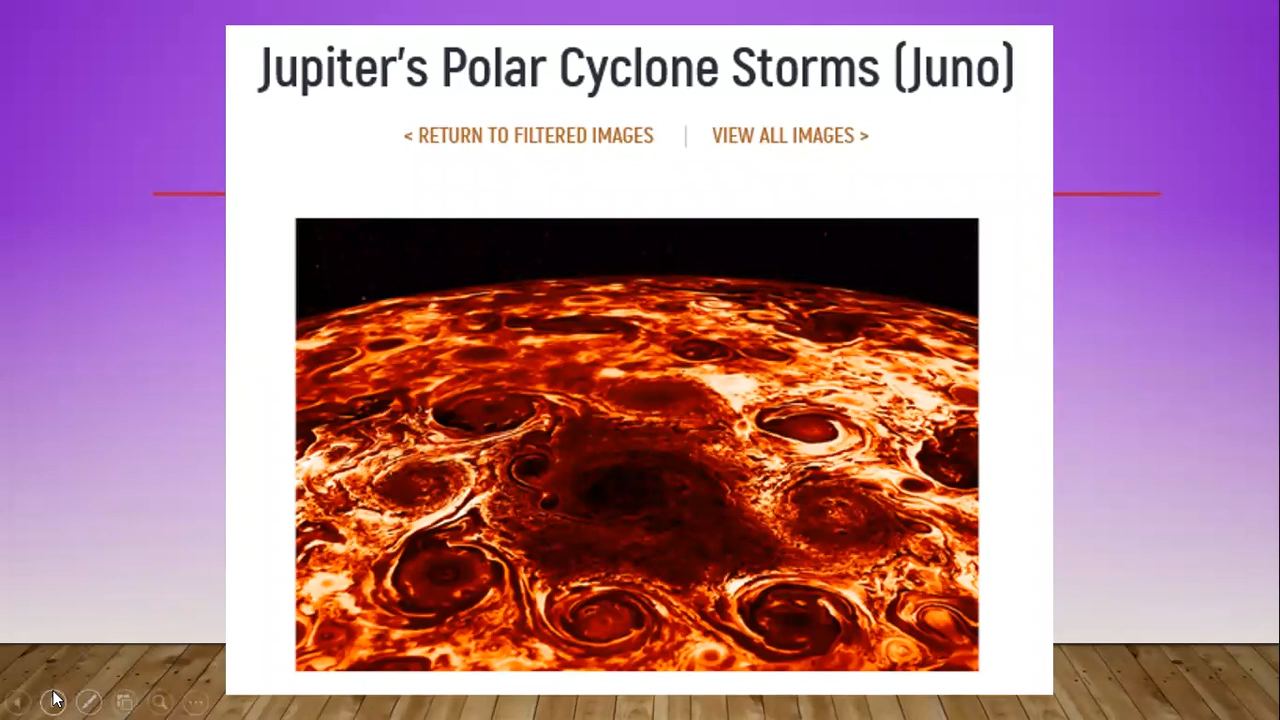 Jupiter's Polar Cyclone Storms (Juno)
< RETURN TO FILTERED IMAGES | VIEW ALL IMAGES >